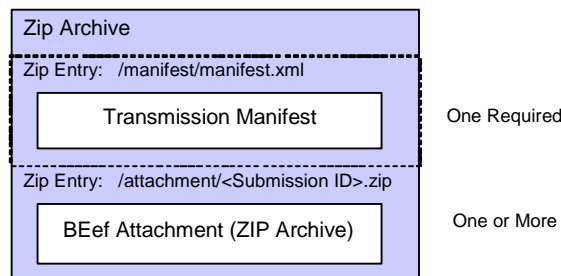 Zip Archive
Zip Entry: /manifest/manifest.xml
Transmission Manifest
One Required
Zip Entry: /attachment/<Submission ID>.zip
BEef Attachment (ZIP Archive)
One or More